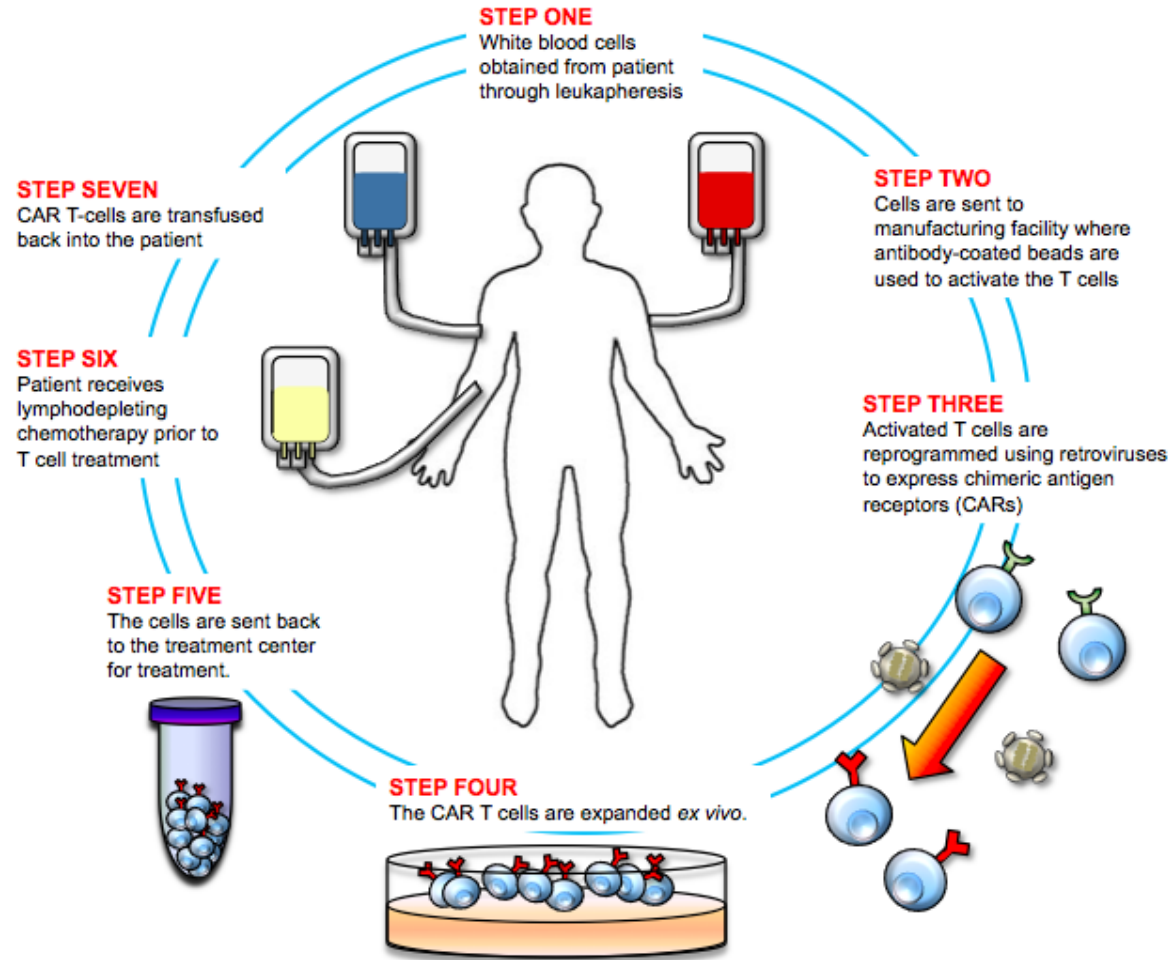 STEP ONE
White blood cells
obtained from patient
through leukapheresis
STEP TWO
Cells are sent to
manufacturing facility where
antibody-coated beads are
used to activate the T cells
STEP THREE
Activated T cells are
reprogrammed using retroviruses
to express chimeric antigen
receptors (CARs)
STEP FOUR
The CAR T cells are expanded ex vivo.
STEP FIVE
The cells are sent back
to the treatment center
for treatment.
STEP SIX
Patient receives
lymphodepleting
chemotherapy prior to
T cell treatment
STEP SEVEN
CAR T-cells are transfused
back into the patient